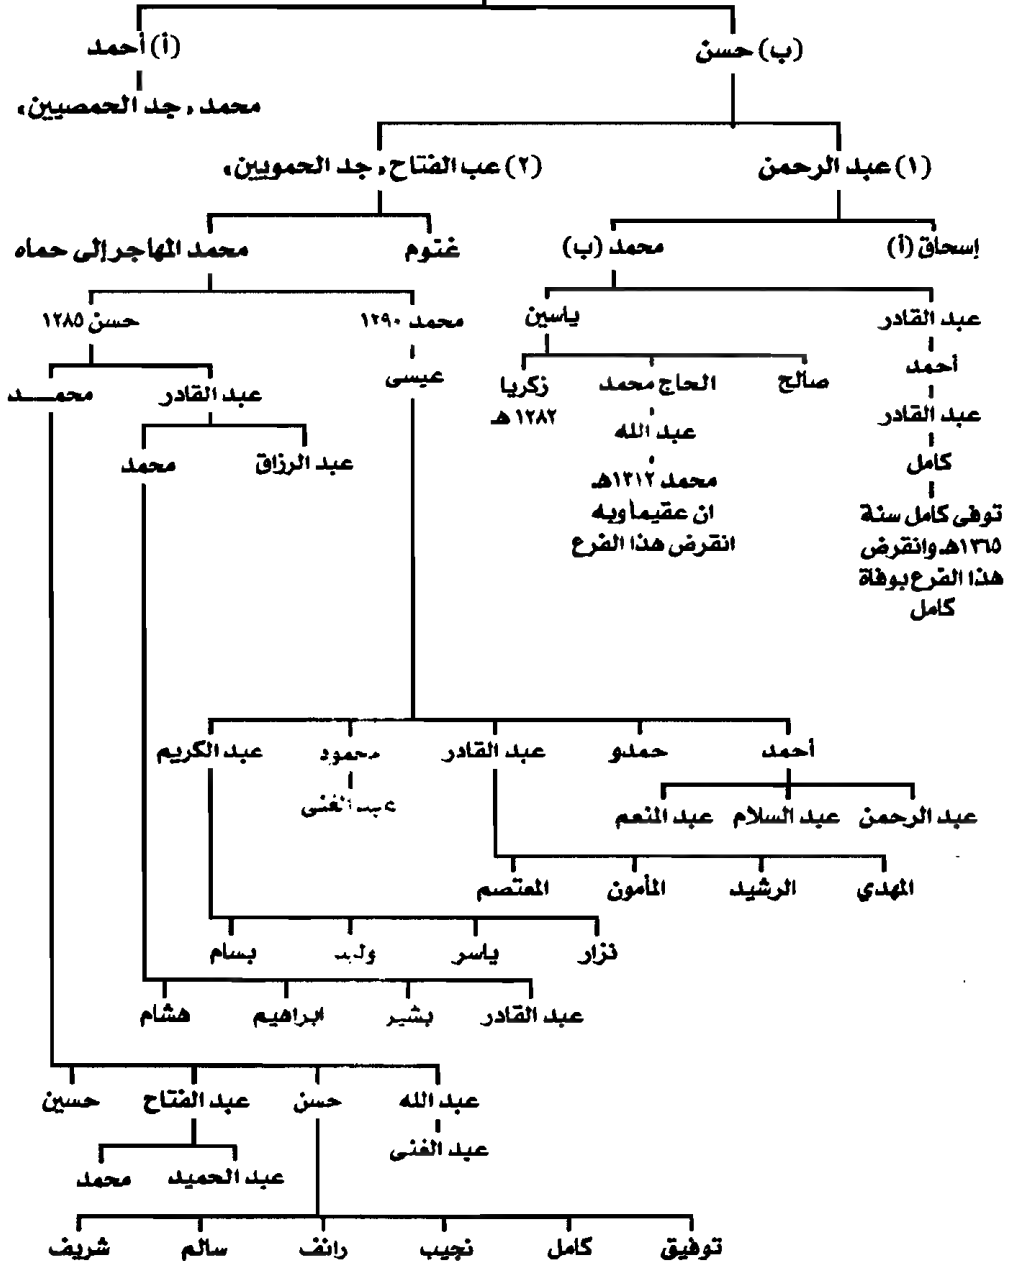 (ب) حسن
(أ) أحمد
محمد , جد الحمصيين،
(١) عبد الرحمن
(٢) عب الفتاح , جد الحمويين،
إسحاق (أ)
محمد (ب)
غنوم
محمد المهاجر إلى حماه
عبد القادر
ياسين
محمد ١٢٩٠
حسن ١٢٨٥
أحمد
صالح
الحاج محمد
زكريا
١٢٨٢ هـ
عيسى
عبد القادر
محمـــد
عبد القادر
عبد الله
كامل
عبد الرزاق
محمد
محمد ١٣١٢هـ
ان عقيما وبه
انقرض هذا الفرع
توفى كامل سنة
١٣٦٥هـ وانقرض
هذا الفرع بوفاة
كامل
أحمد
حمدو
عبد القادر
محمود
عبد الكريم
عبد الغنى
عبد الرحمن
عبد السلام
عبد المنعم
المهدي
الرشيد
المأمون
المعتصم
نزار
ياسر
وليد
بسام
عبد القادر
بشير
ابراهيم
هشام
عبد الله
حسن
عبد الفتاح
حسين
عبد الغنى
عبد الحميد
محمد
توفيق
كامل
نجيب
رائف
سالم
شريف